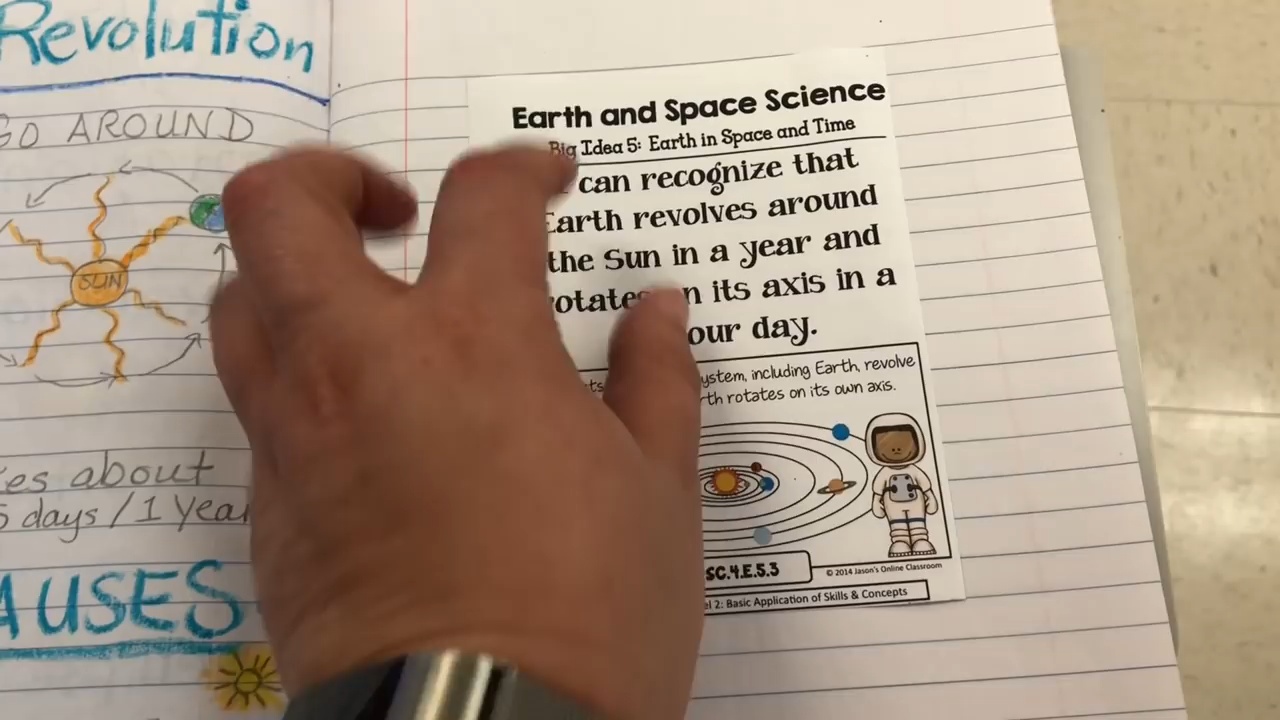 Revolution
GO AROUND
SUN
about
days / 1 Year
AUSES
Earth and Space Science
Big Idea 5: Earth in Space and Time
can recognize that
Earth revolves around
the Sun in a year and
rotates on its axis in a
our day.
ystem, including Earth, revolve
rth rotates on its own axis.
SC.4.E.5.3
© 2014 Jason's Online Classroom
el 2: Basic Application of Skills & Concepts